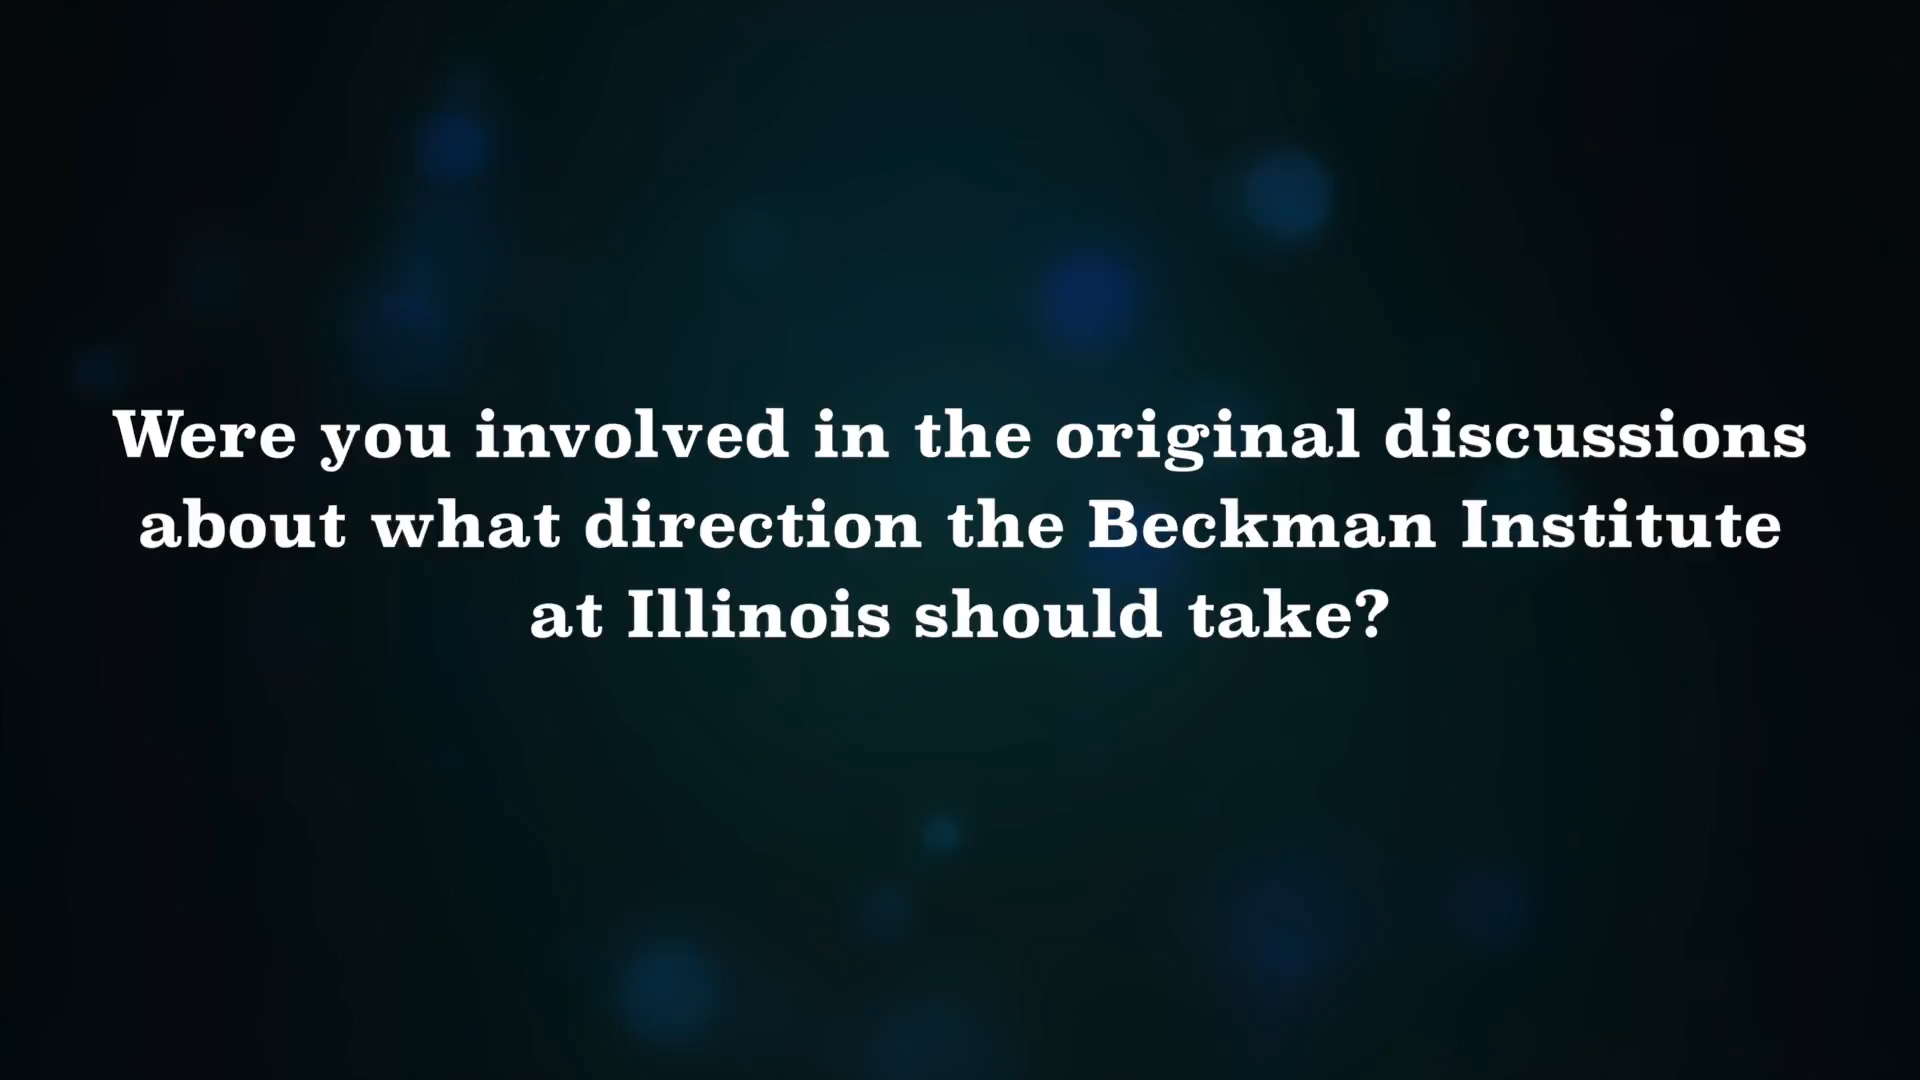 Were you involved in the original discussions
about what direction the Beckman Institute
at Illinois should take?